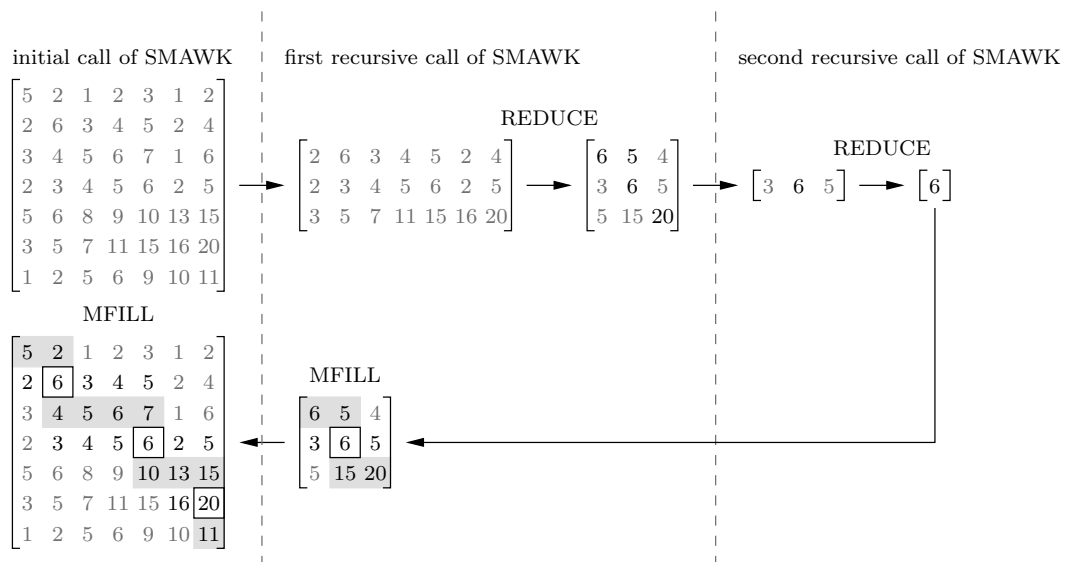 initial call of SMAWK
5 2 1 2 3 1 2
2 6 3 4 5 2 4
3 4 5 6 7 1 6
2 3 4 5 6 2 5
5 6 8 9 10 13 15
3 5 7 11 15 16 20
1 2 5 6 9 10 11
first recursive call of SMAWK
REDUCE
2 6 3 4 5 2 4
2 3 4 5 6 2 5
3 5 7 11 15 16 20
6 5 4
3 6 5
5 15 20
second recursive call of SMAWK
REDUCE
3 6 5
6
MFILL
5 2 1 2 3 1 2
2 6 3 4 5 2 4
3 4 5 6 7 1 6
2 3 4 5 6 2 5
5 6 8 9 10 13 15
3 5 7 11 15 16 20
1 2 5 6 9 10 11
MFILL
6 5 4
3 6 5
5 15 20